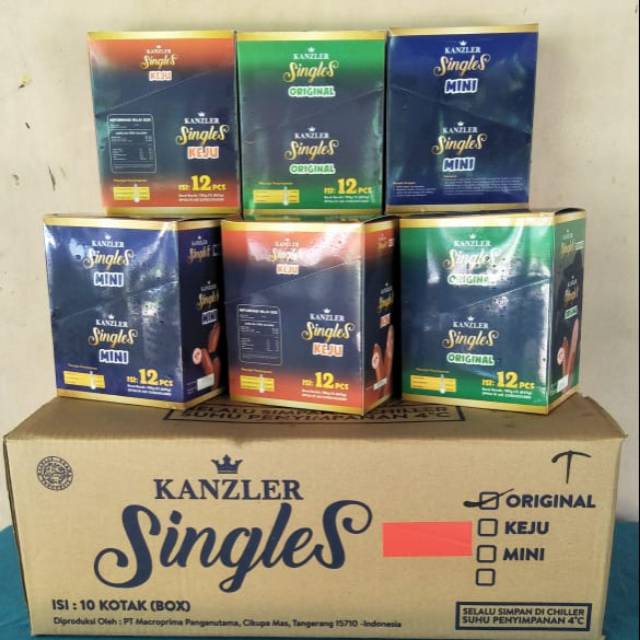 KANZLER
Singles
KEJU
KANZLER
Singles
KEJU
ISI: 12 PCS
KANZLER
Singles
ORIGINAL
KANZLER
Singles
ORIGINAL
ISI: 12 PCS
KANZLER
Singles
MINI
KANZLER
Singles
MINI
KANZLER
Singles
MINI
KANZLER
Singles
MINI
ISI: 12 PCS
KANZLER
Singles
KEJU
KANZLER
Singles
KEJU
ISI: 12 PCS
KANZLER
Singles
ORIGINAL
KANZLER
Singles
ORIGINAL
ISI: 12 PCS
SELALU SIMPAN DI CHILLER
SUHU PENYIMPANAN 4°C
KANZLER
Singles
ORIGINAL
KEJU
MINI
ISI : 10 KOTAK (BOX)
Diproduksi Oleh : PT Macroprima Panganutama, Cikupa Mas, Tangerang 15710 -Indonesia
SELALU SIMPAN DI CHILLER
SUHU PENYIMPANAN 4°C